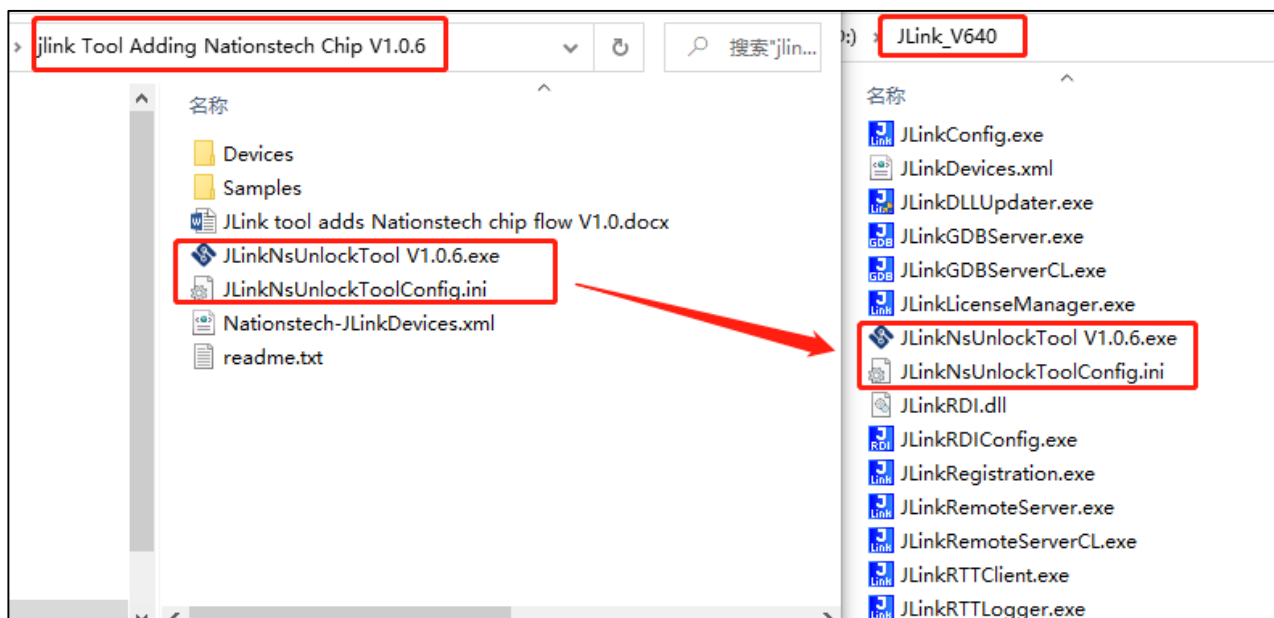 jlink Tool Adding Nationstech Chip V1.0.6
搜索"jlin...
名称
Devices
Samples
JLink tool adds Nationstech chip flow V1.0.docx
JLinkNsUnlockTool V1.0.6.exe
JLinkNsUnlockToolConfig.ini
Nationstech-JLinkDevices.xml
readme.txt
:) JLink_V640
名称
JLinkConfig.exe
JLinkDevices.xml
JLinkDLLUpdater.exe
JLinkGDBServer.exe
JLinkGDBServerCL.exe
JLinkLicenseManager.exe
JLinkNsUnlockTool V1.0.6.exe
JLinkNsUnlockToolConfig.ini
JLinkRDI.dll
JLinkRDIConfig.exe
JLinkRegistration.exe
JLinkRemoteServer.exe
JLinkRemoteServerCL.exe
JLinkRTTClient.exe
JLinkRTTLogger.exe